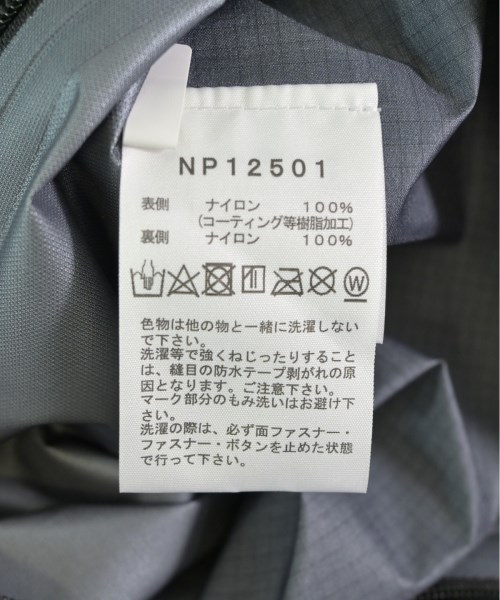 NP12501
表側 ナイロン 100%
(コーティング等樹脂加工)
裏側 ナイロン 100%
W
色物は他の物と一緒に洗濯しない
で下さい。
洗濯等で強くねじったりすること
は、縫目の防水テープ剥がれの原
因となります。ご注意下さい。
マーク部分のもみ洗いはお避け下
さい。
洗濯の際は、必ず面ファスナー・
ファスナー・ボタンを止めた状態
で行って下さい。